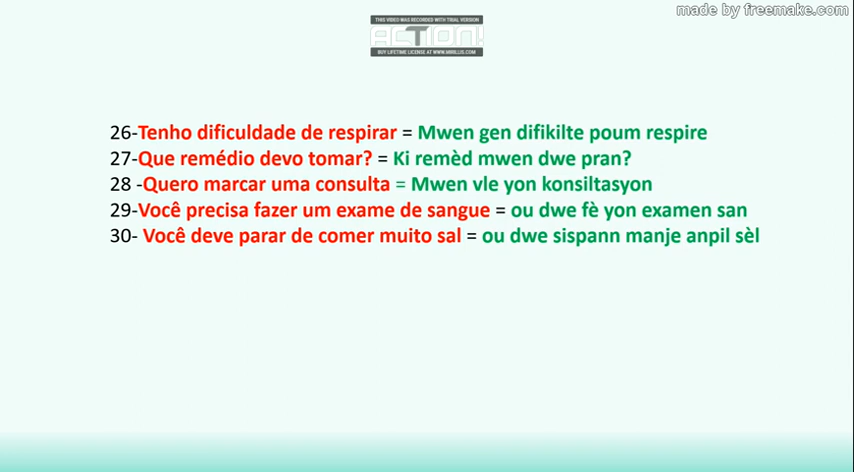 made by freemake.com
THIS VIDEO WAS RECORDED WITH TRIAL VERSION
ACTION!
BUY LIFETIME LICENSE AT WWW.MIRILLIS.COM
26-Tenho dificuldade de respirar = Mwen gen difikilte poum respire
27-Que remédio devo tomar? = Ki remèd mwen dwe pran?
28 -Quero marcar uma consulta = Mwen vle yon konsiltasyon
29-Você precisa fazer um exame de sangue = ou dwe fè yon examen san
30- Você deve parar de comer muito sal = ou dwe sispann manje anpil sèl